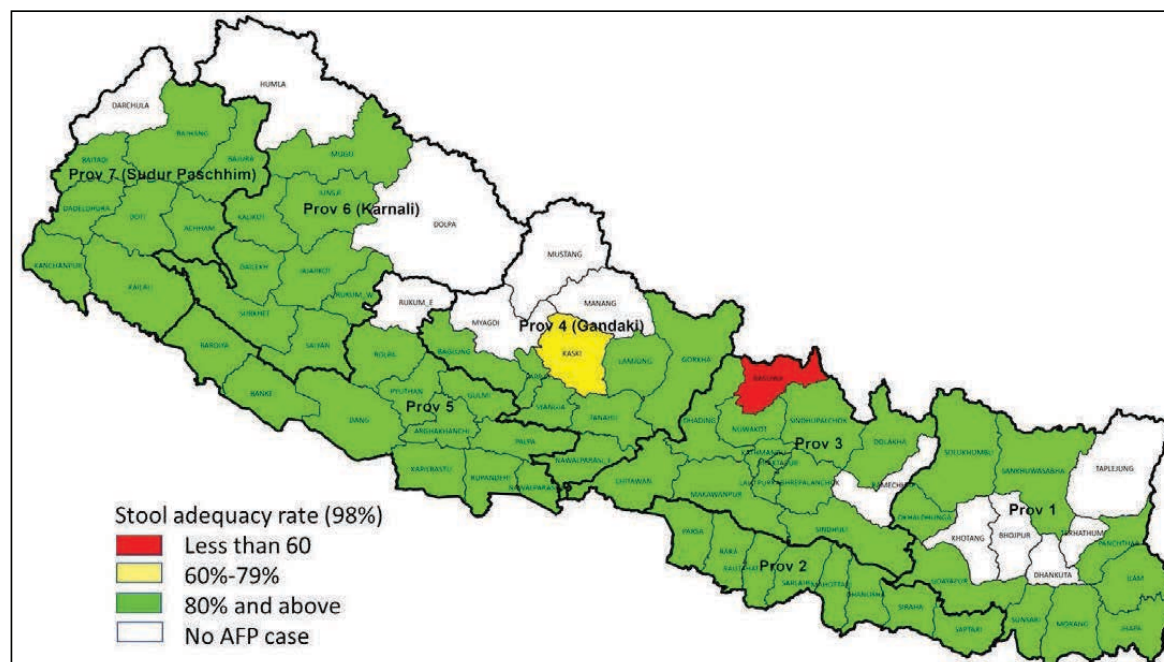 HUMLA
DARCHULA
BAJHANG
BAITADI
BAJURA
MUGU
Prov 7 (Sudur Paschhim)
JUMLA
DADELDHURA
DOTI
ACHHAM
KALIKOT
Prov 6 (Karnali)
DOLPA
KANCHANPUR
KAILALI
DAILEKH
JAJARKOT
RUKUM_W
RUKUM_E
MUSTANG
MANANG
MYAGDI
Prov 4 (Gandaki)
SURKHET
SALYAN
ROLPA
BAGLUNG
KASKI
LAMJUNG
GORKHA
BARDIYA
BANKE
DANG
PYUTHAN
GULMI
Prov 5
SYANGJA
TANAHU
ARGHAKHANCHI
PALPA
KAPILBASTU
RUPANDEHI
DHADING
NUWAKOT
SINDHUPALCHOK
DOLAKHA
Prov 3
CHITAWAN
MAKAWANPUR
SINDHULI
SOLUKHUMBU
SANKHUWASABHA
TAPLEJUNG
OKHALDHUNGA
Prov 1
KHOTANG
BHOJPUR
DHANKUTA
PANCHTHAR
ILAM
UDAYAPUR
PARSA
BARA
Prov 2
SARLAHI
DHANUSHA
SIRAHA
SAPTARI
SUNSARI
MORANG
JHAPA
Stool adequacy rate (98%)
Less than 60
60%-79%
80% and above
No AFP case